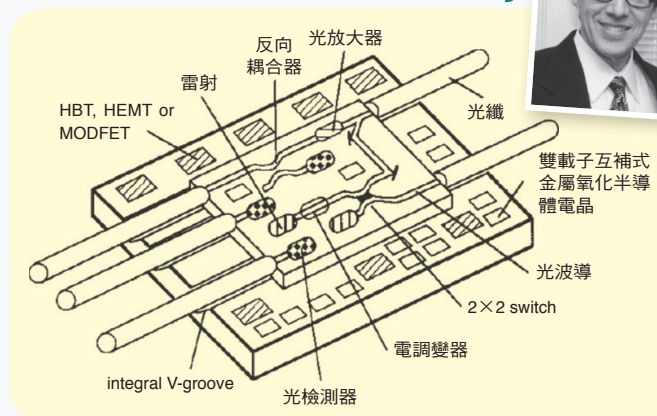 反向
耦合器
光放大器
雷射
HBT, HEMT or
MODFET
光纖
雙載子互補式
金屬氧化半導
體電晶
光波導
2×2 switch
電調變器
integral V-groove
光檢測器